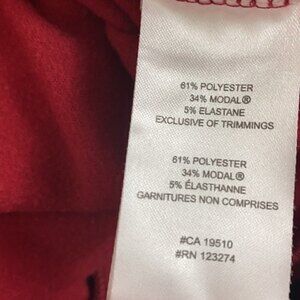 61% POLYESTER
34% MODAL®
5% ELASTANE
EXCLUSIVE OF TRIMMINGS
61% POLYESTER
34% MODAL®
5% ÉLASTHANNE
GARNITURES NON COMPRISES
#CA 19510
#RN 123274